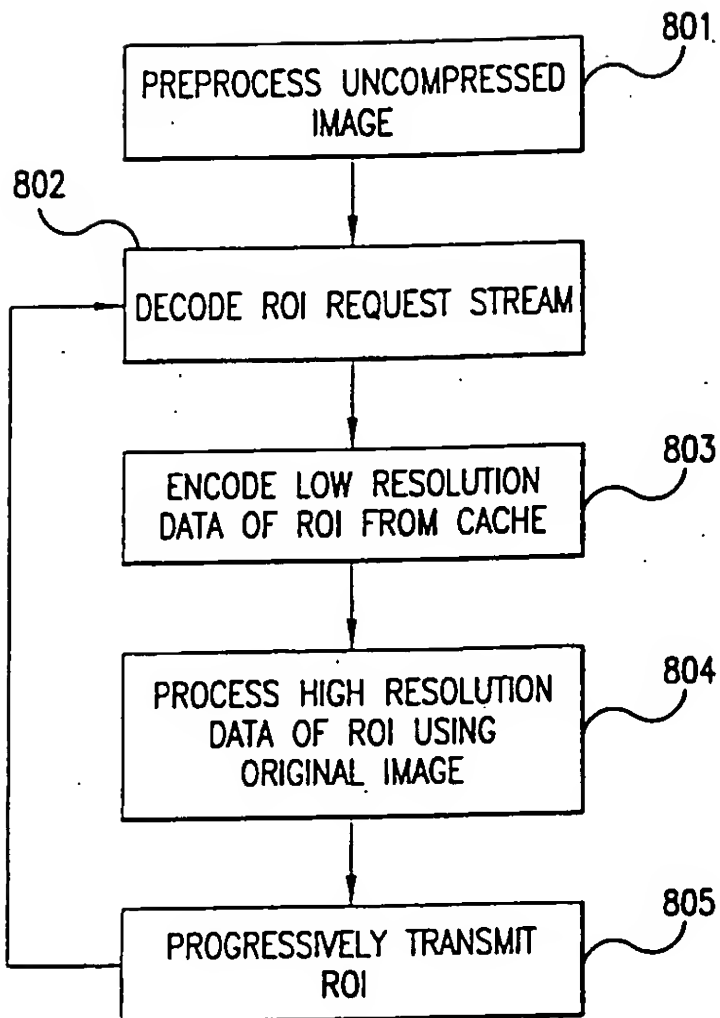 801
PREPROCESS UNCOMPRESSED
IMAGE
802
DECODE ROI REQUEST STREAM
803
ENCODE LOW RESOLUTION
DATA OF ROI FROM CACHE
804
PROCESS HIGH RESOLUTION
DATA OF ROI USING
ORIGINAL IMAGE
805
PROGRESSIVELY TRANSMIT
ROI